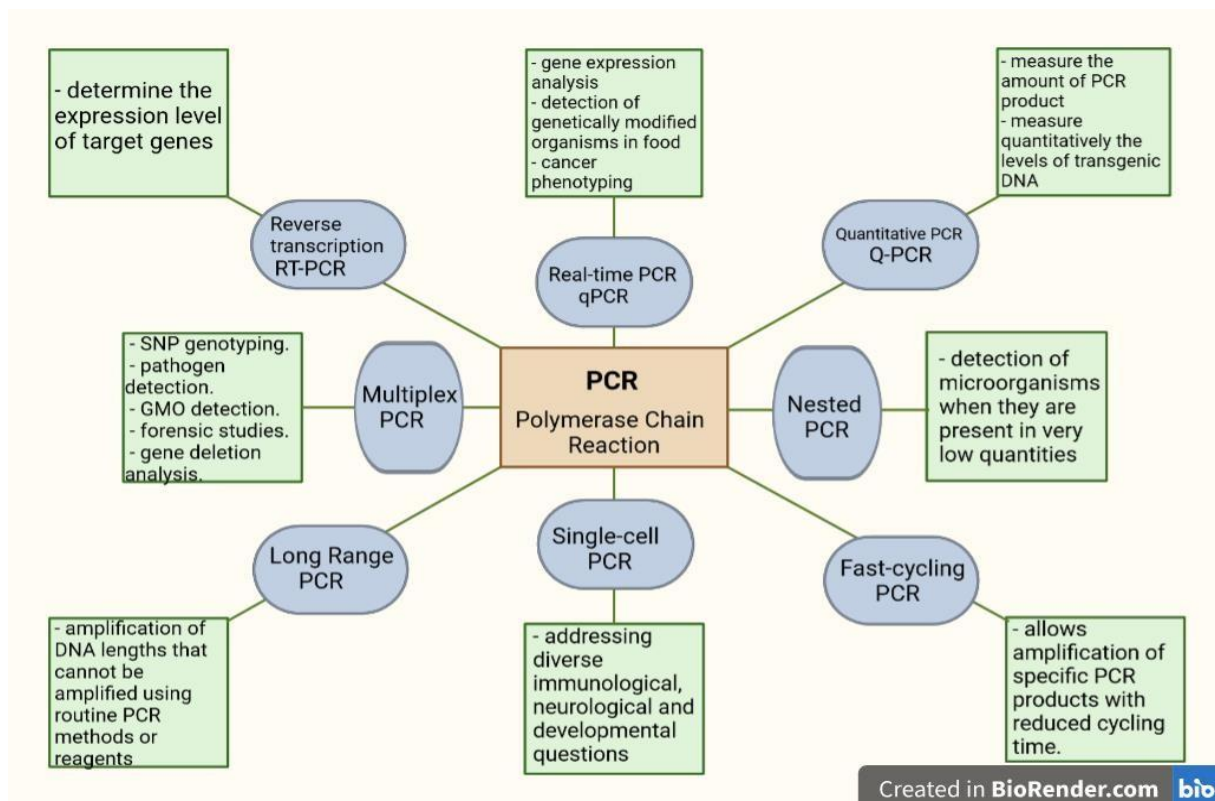 - determine the
expression level
of target genes
- gene expression
analysis
- detection of
genetically modified
organisms in food
- cancer
phenotyping
- measure the
amount of PCR
product
- measure
quantitatively the
levels of transgenic
DNA
Reverse
transcription
RT-PCR
Real-time PCR
qPCR
Quantitative PCR
Q-PCR
- SNP genotyping.
- pathogen
detection.
- GMO detection.
- forensic studies.
- gene deletion
analysis.
Multiplex
PCR
PCR
Polymerase Chain
Reaction
Nested
PCR
- detection of
microorganisms
when they are
present in very
low quantities
Long Range
PCR
Single-cell
PCR
Fast-cycling
PCR
- amplification of
DNA lengths that
cannot be
amplified using
routine PCR
methods or
reagents
- addressing
diverse
immunological,
neurological and
developmental
questions
- allows
amplification of
specific PCR
products with
reduced cycling
time.
Created in BioRender.com bio